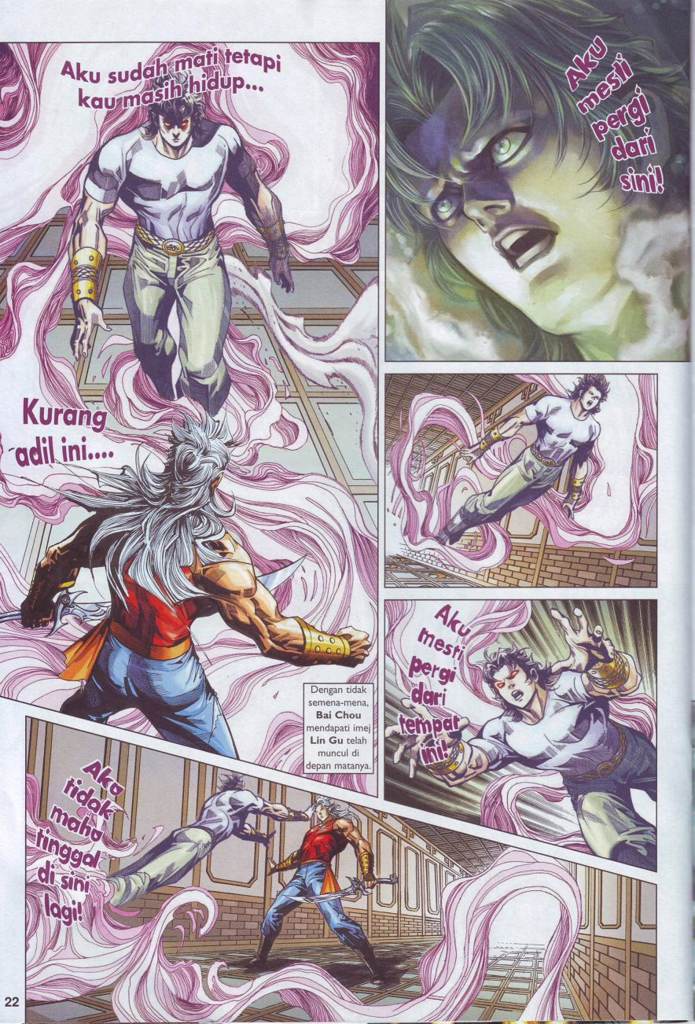 Aku sudah mati tetapi
kau masih hidup...
Kurang
adil ini....
Dengan tidak
semena-mena,
Bai Chou
mendapati imej
Lin Gu telah
muncul di
depan matanya.
Aku
mesti
pergi
dari
sini!
Aku
mesti
pergi
dari
tempat
ini!
Aku
tidak
mahu
tinggal
di sini
lagi!
22